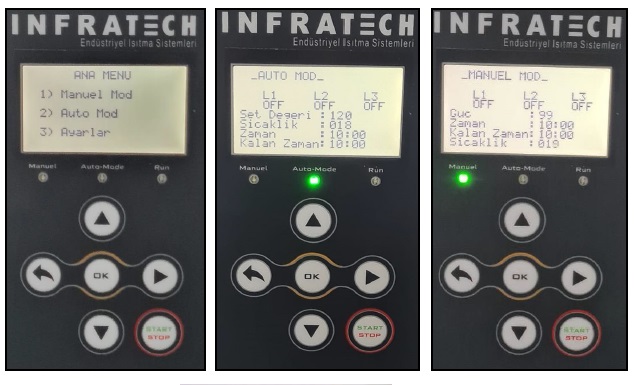 INFRATECH
Endüstriyel Isıtma Sistemleri
ANA MENU
1) Manuel Mod
2) Auto Mod
3) Ayarlar
Manuel Auto-Mode Run
OK
START
STOP
INFRATECH
Endüstriyel Isıtma Sistemleri
_AUTO MOD_
L1 L2 L3
OFF OFF OFF
Set Degeri :120
Sicaklik :018
Zaman :10:00
Kalan Zaman:10:00
Manuel Auto-Mode Run
OK
START
STOP
INFRATECH
Endüstriyel Isıtma Sistemleri
_MANUEL MOD_
L1 L2 L3
OFF OFF OFF
Guc :99
Zaman :10:00
Kalan Zaman:10:00
Sicaklik :019
Manuel Auto-Mode Run
OK
START
STOP